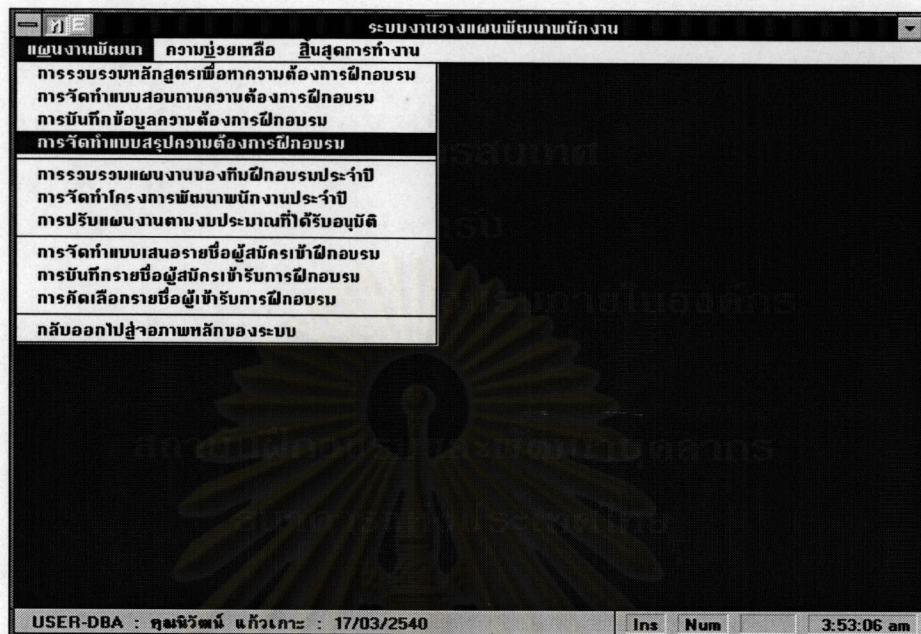 ระบบงานวางแผนพัฒนาพนักงาน
แผนงานพัฒนา ความช่วยเหลือ สิ้นสุดการทำงาน
การรวบรวมหลักสูตรเพื่อหาความต้องการฝึกอบรม
การจัดทำแบบสอบถามความต้องการฝึกอบรม
การบันทึกข้อมูลความต้องการฝึกอบรม
การจัดทำแบบสรุปความต้องการฝึกอบรม
การรวบรวมแผนงานของทีมฝึกอบรมประจำปี
การจัดทำโครงการพัฒนาพนักงานประจำปี
การปรับแผนงานตามงบประมาณที่ได้รับอนุมัติ
การจัดทำแบบเสนอรายชื่อผู้สมัครเข้าฝึกอบรม
การบันทึกรายชื่อผู้สมัครเข้ารับการฝึกอบรม
การคัดเลือกรายชื่อผู้เข้ารับการฝึกอบรม
กลับออกไปสู่จอภาพหลักของระบบ
USER-DBA : คุณนิวัฒน์ แก้วเกาะ : 17/03/2540 Ins Num 3:53:06 am